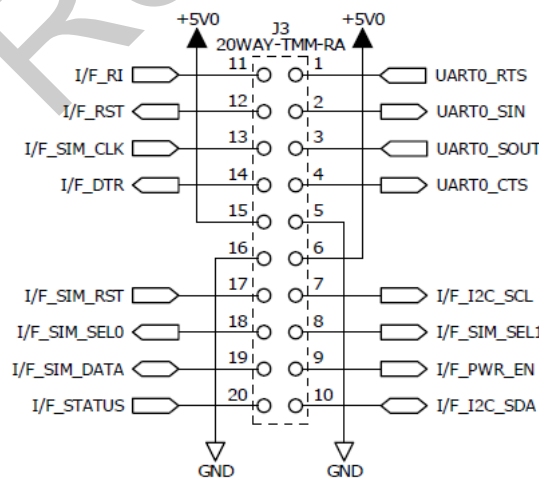 +5V0 J3 +5V0
20WAY-TMM-RA
I/F_RI 11 1 UART0_RTS
I/F_RST 12 2 UART0_SIN
I/F_SIM_CLK 13 3 UART0_SOUT
I/F_DTR 14 4 UART0_CTS
15 5
16 6
I/F_SIM_RST 17 7 I/F_I2C_SCL
I/F_SIM_SEL0 18 8 I/F_SIM_SEL1
I/F_SIM_DATA 19 9 I/F_PWR_EN
I/F_STATUS 20 10 I/F_I2C_SDA
GND GND